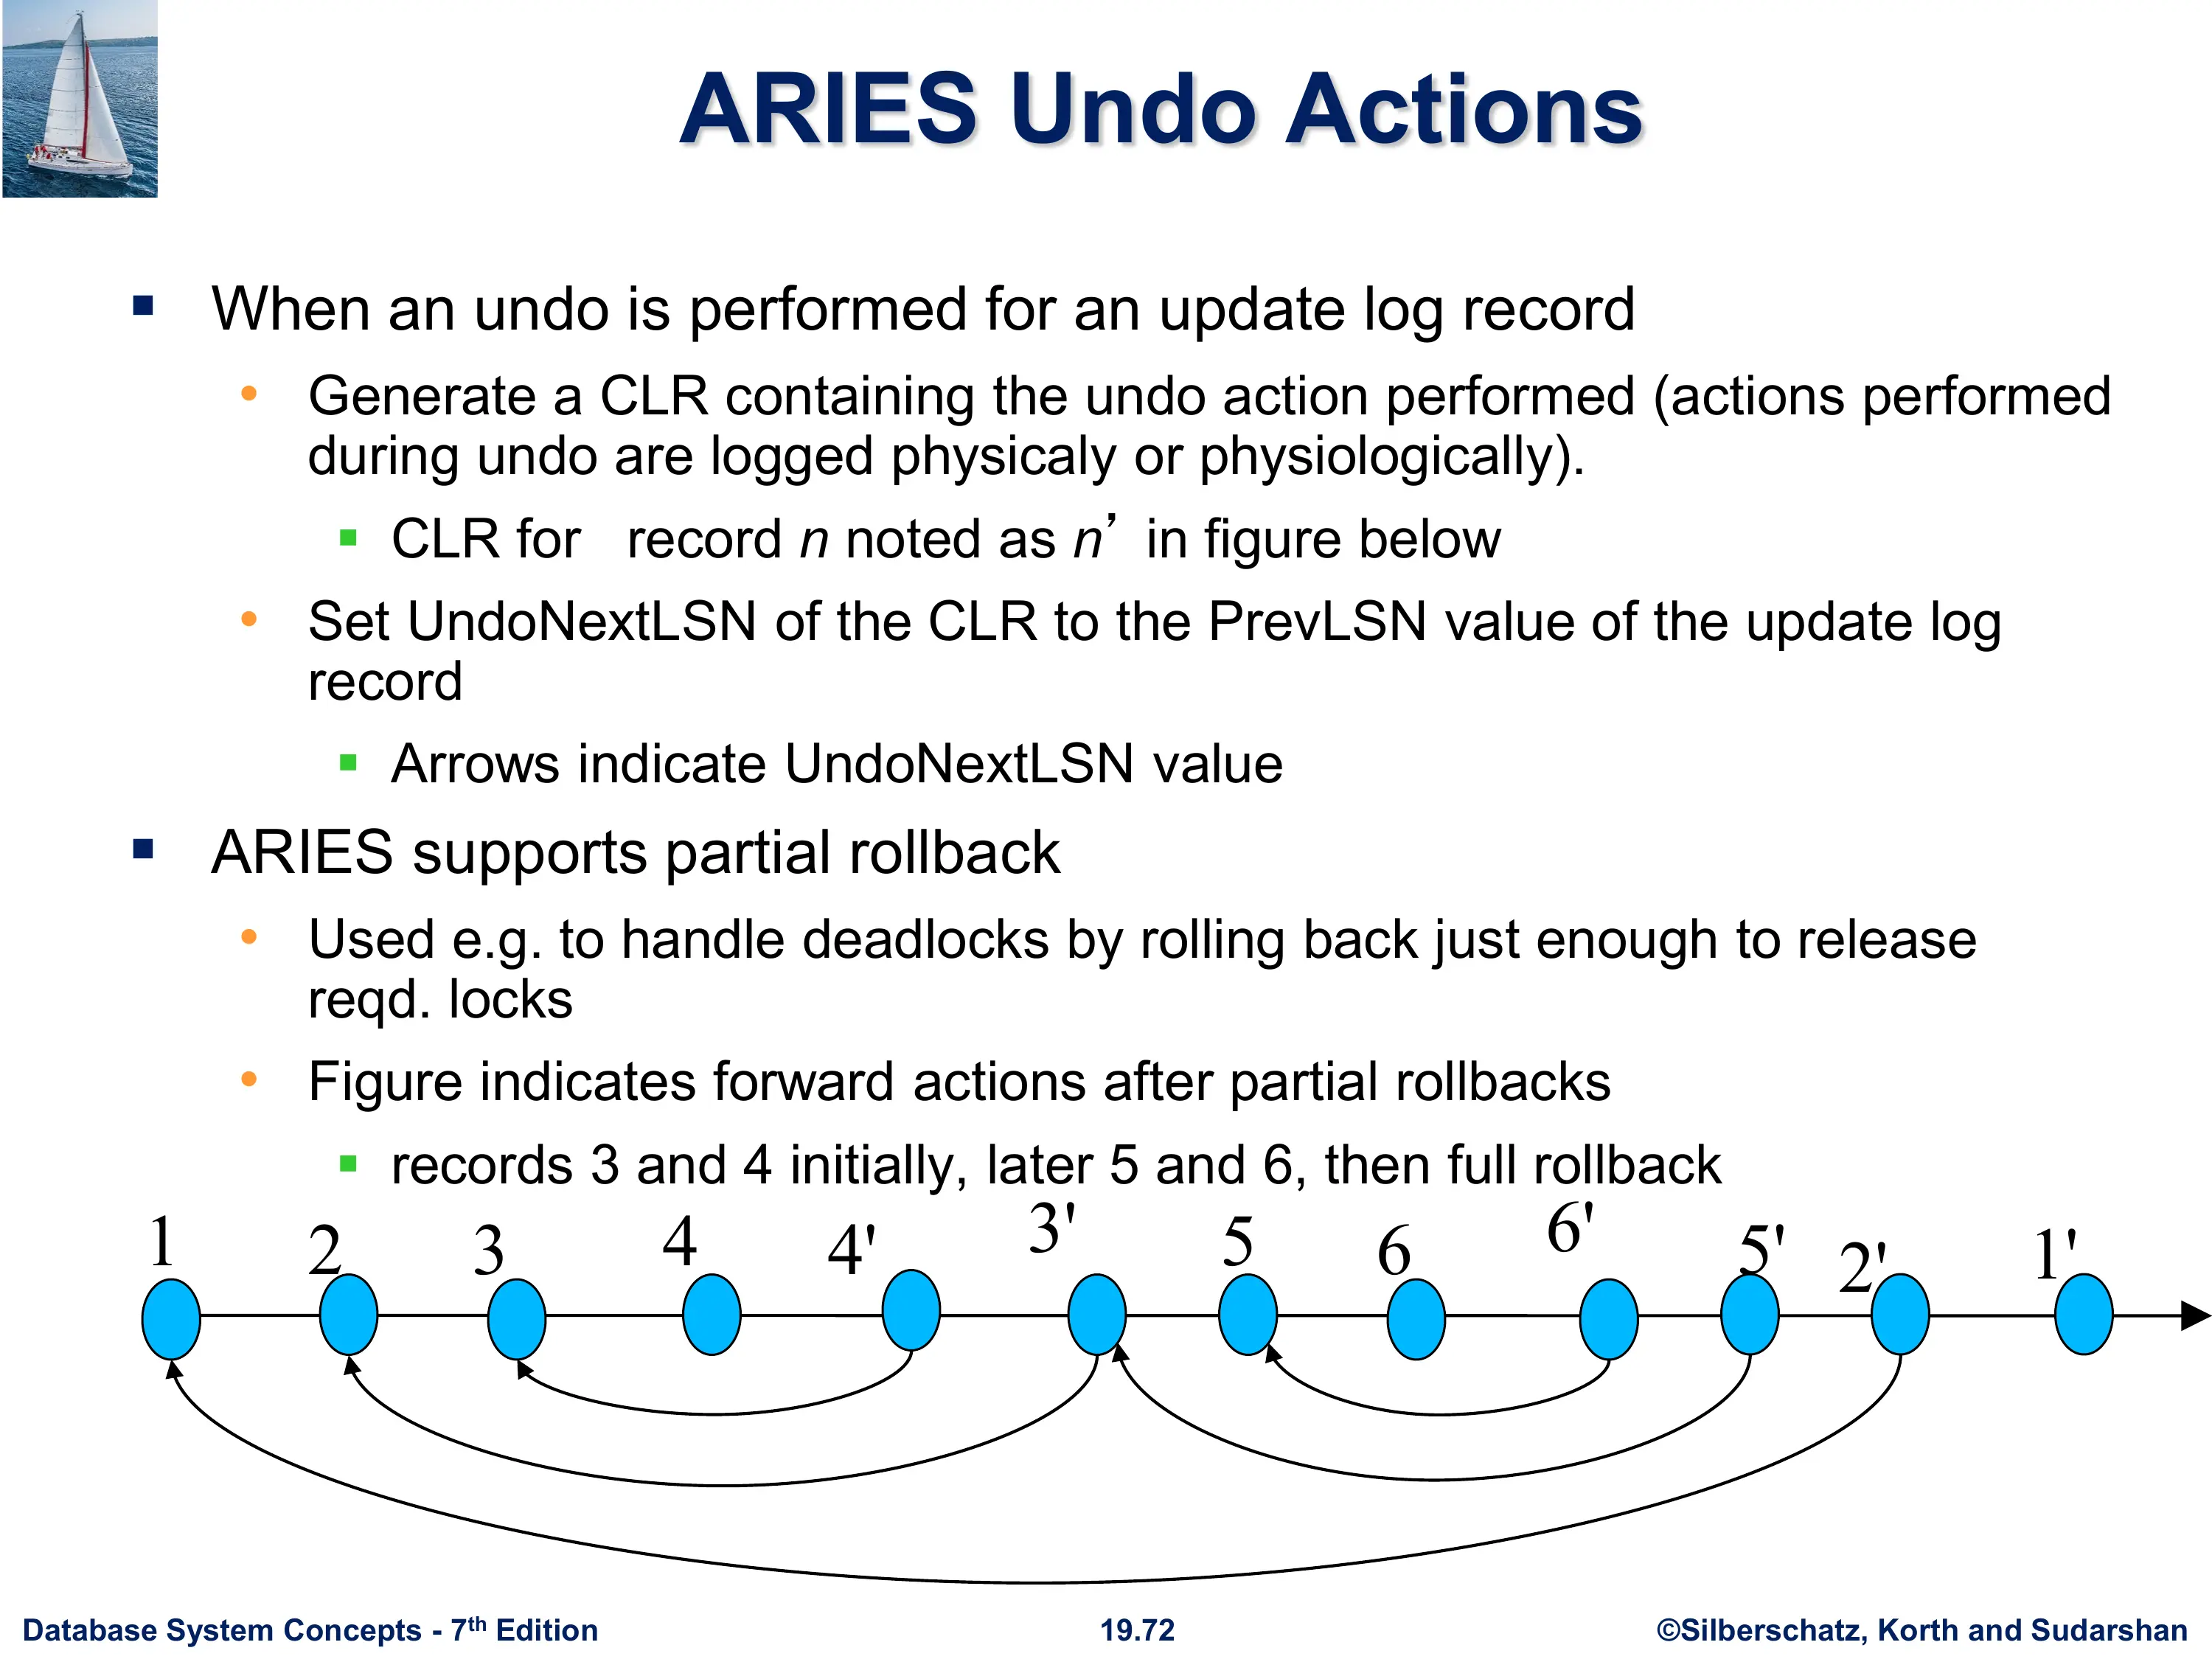 ARIES Undo Actions
When an undo is performed for an update log record
Generate a CLR containing the undo action performed (actions performed
during undo are logged physicaly or physiologically).
CLR for record n noted as n’ in figure below
Set UndoNextLSN of the CLR to the PrevLSN value of the update log
record
Arrows indicate UndoNextLSN value
ARIES supports partial rollback
Used e.g. to handle deadlocks by rolling back just enough to release
reqd. locks
Figure indicates forward actions after partial rollbacks
records 3 and 4 initially, later 5 and 6, then full rollback
1 2 3 4 4' 3' 5 6 6' 5' 2' 1'
Database System Concepts - 7th Edition 19.72 ©Silberschatz, Korth and Sudarshan